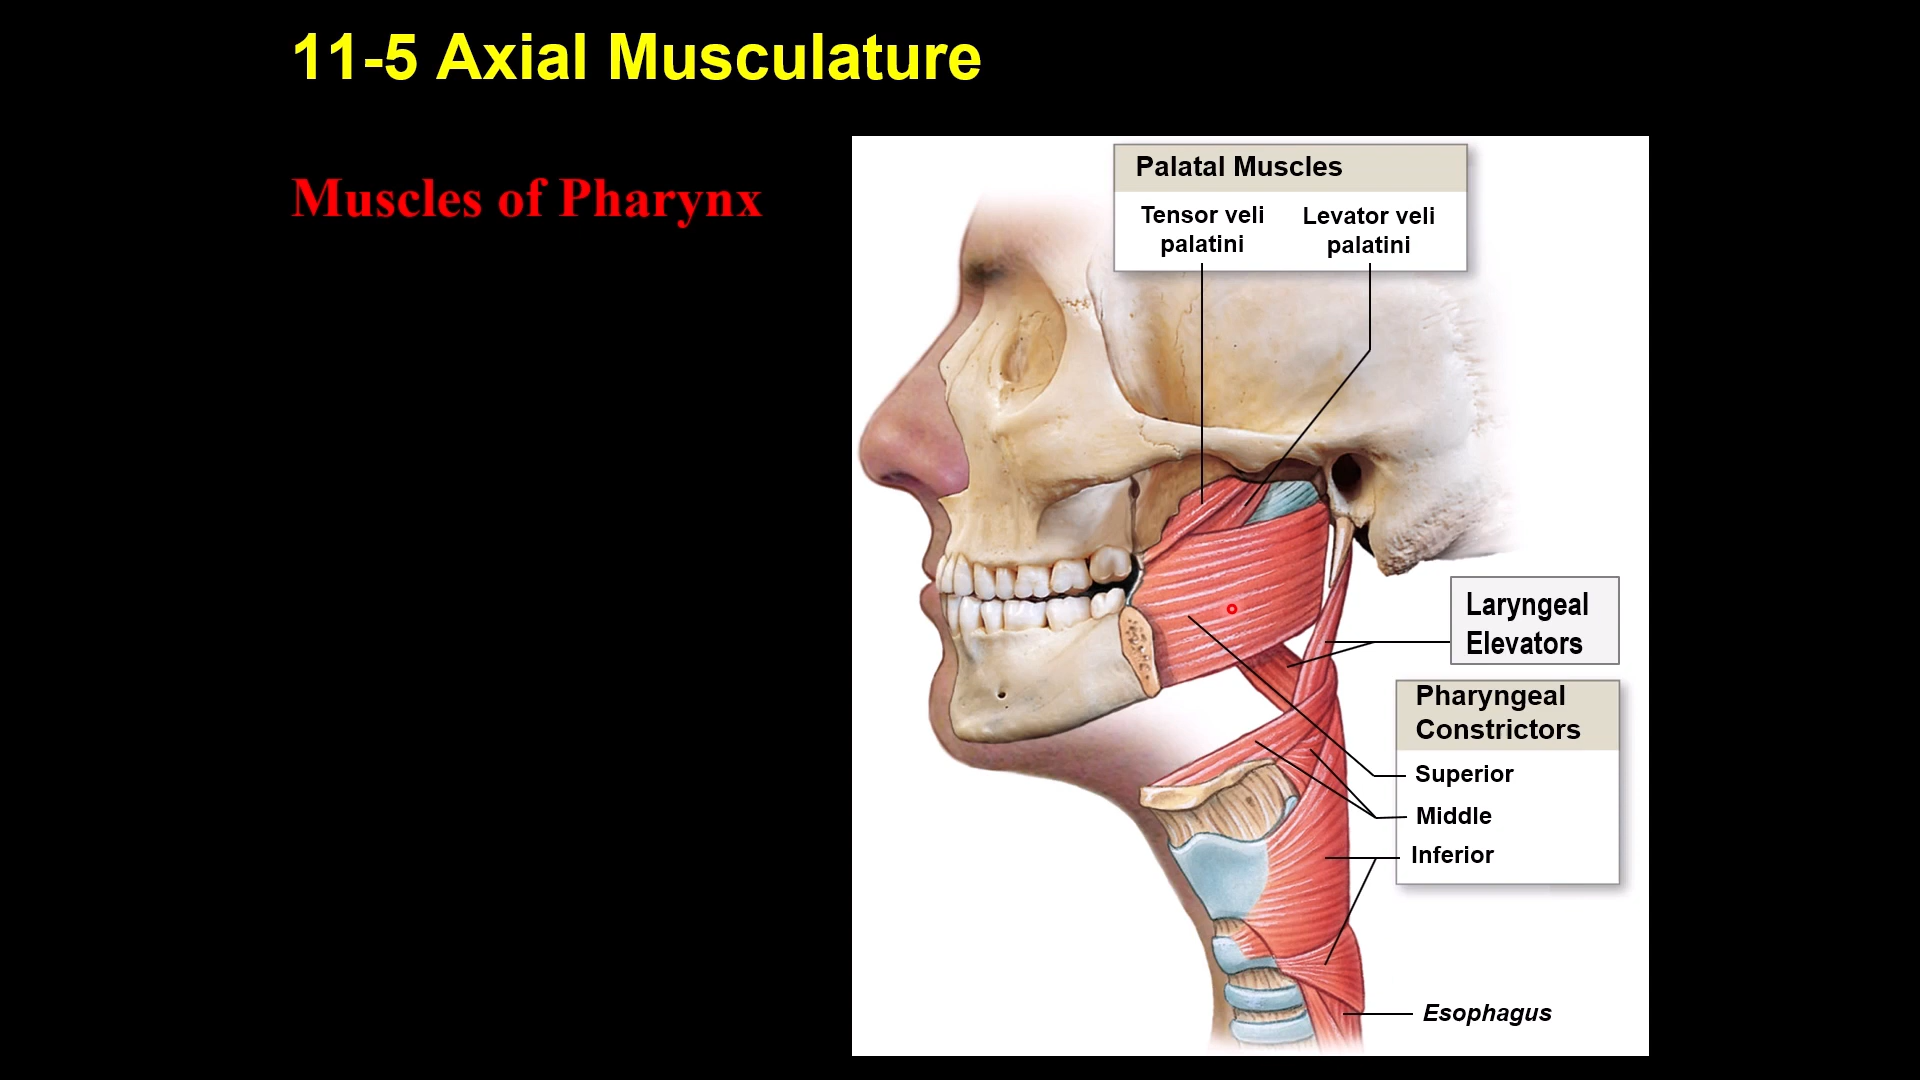 11-5 Axial Musculature
Muscles of Pharynx
Palatal Muscles
Tensor veli
palatini
Levator veli
palatini
Laryngeal
Elevators
Pharyngeal
Constrictors
Superior
Middle
Inferior
Esophagus